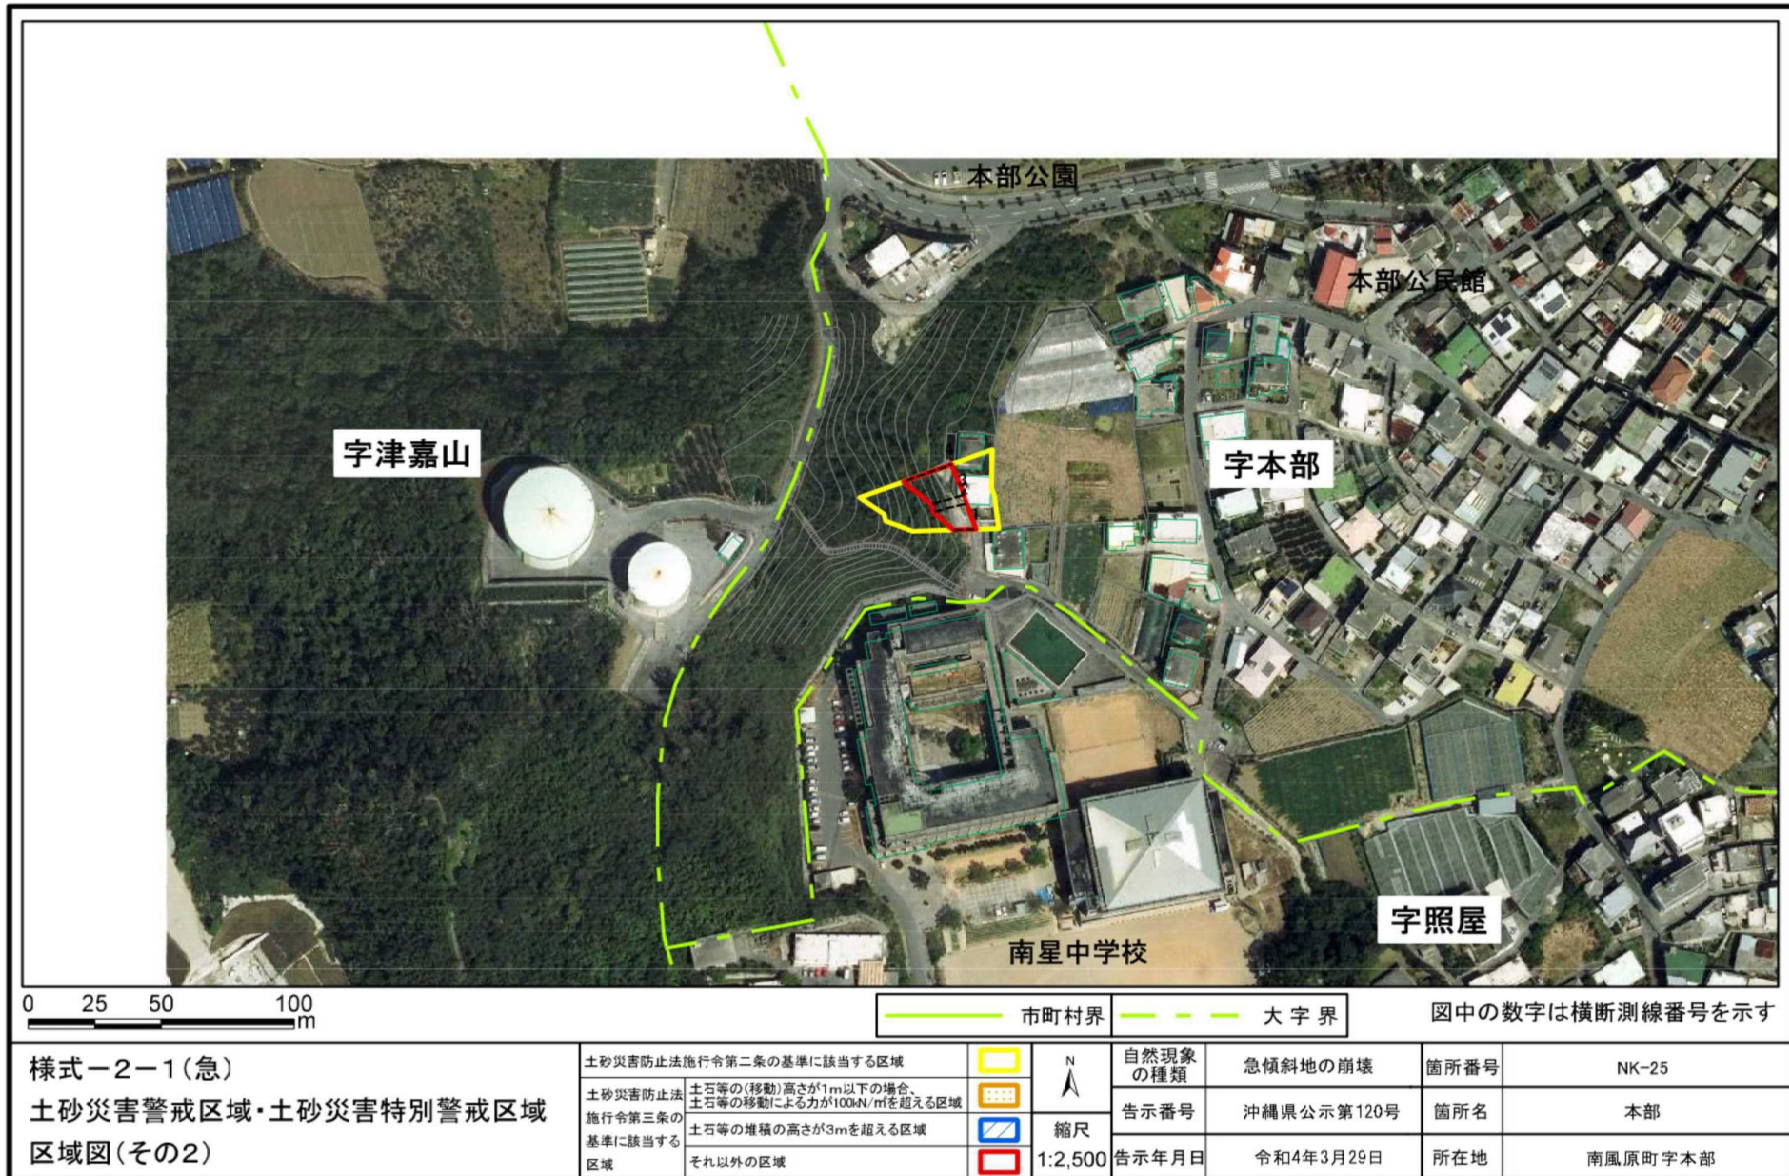 本部公園
本部公民館
字津嘉山
字本部
字照屋
南星中学校
0 25 50 100
m
市町村界
大字界
図中の数字は横断測線番号を示す
様式-2-1(急)
土砂災害警戒区域・土砂災害特別警戒区域
区域図(その2)
土砂災害防止法施行令第二条の基準に該当する区域
土砂災害防止法
施行令第三条の
基準に該当する
区域
土石等の(移動)高さが1m以下の場合、
土石等の移動による力が100kN/㎡を超える区域
土石等の堆積の高さが3mを超える区域
それ以外の区域
N
縮尺
1:2,500
自然現象
の種類
急傾斜地の崩壊
箇所番号
NK-25
告示番号
沖縄県公示第120号
箇所名
本部
告示年月日
令和4年3月29日
所在地
南風原町字本部